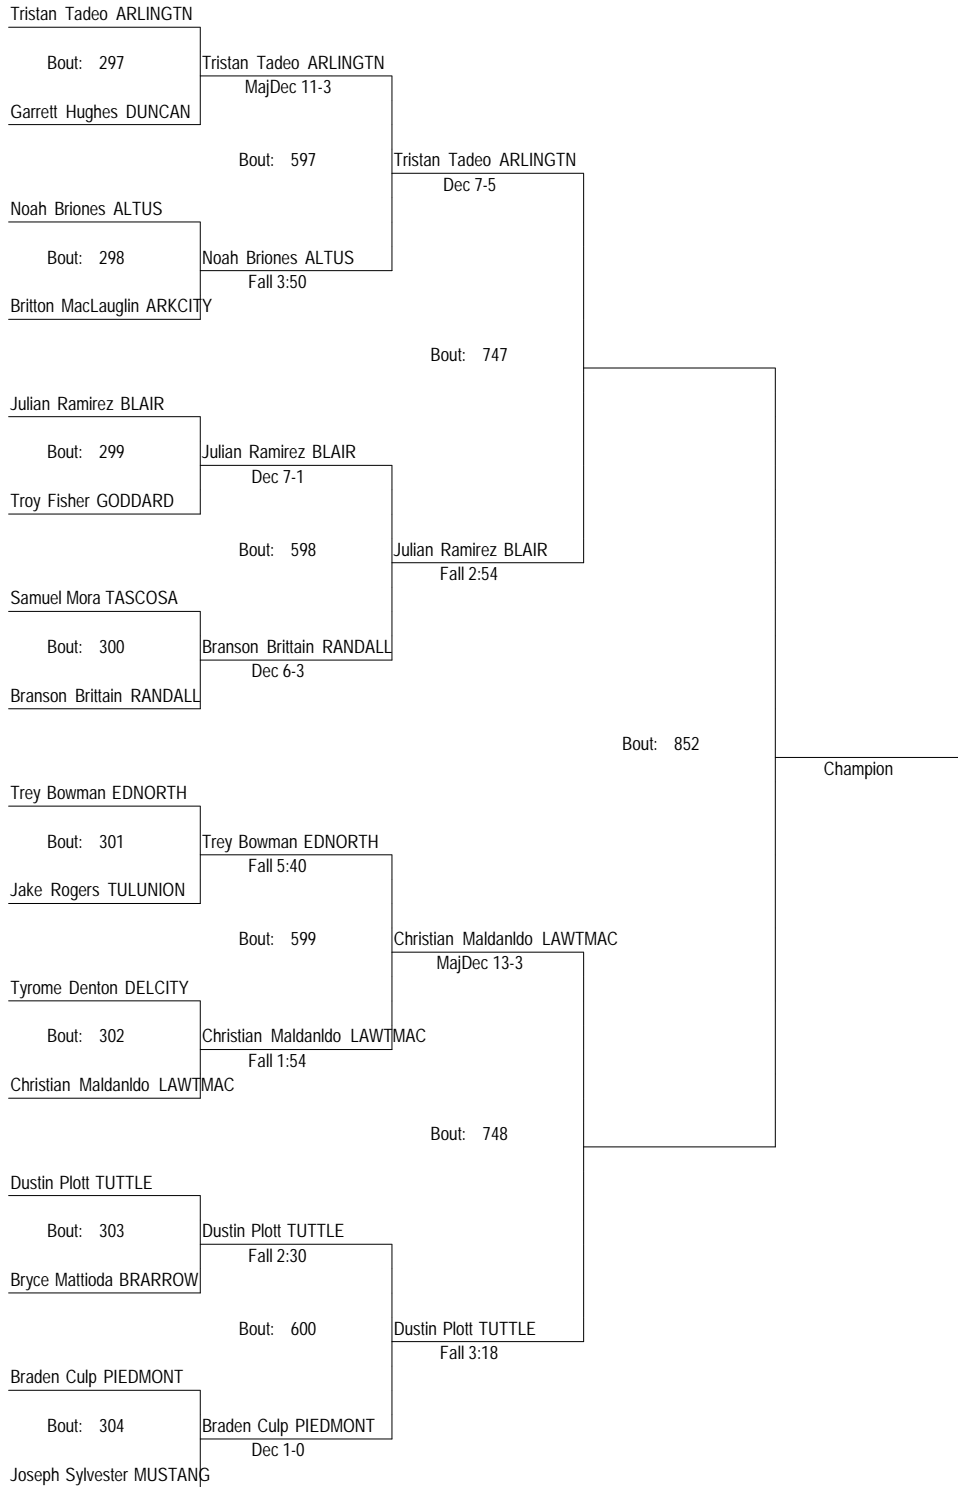 Tristan Tadeo ARLINGTN
Bout: 297
Tristan Tadeo ARLINGTN
MajDec 11-3
Garrett Hughes DUNCAN
Bout: 597
Tristan Tadeo ARLINGTN
Dec 7-5
Noah Briones ALTUS
Bout: 298
Noah Briones ALTUS
Fall 3:50
Britton MacLauglin ARKCITY
Bout: 747
Julian Ramirez BLAIR
Bout: 299
Julian Ramirez BLAIR
Dec 7-1
Troy Fisher GODDARD
Bout: 598
Julian Ramirez BLAIR
Fall 2:54
Samuel Mora TASCOSA
Bout: 300
Branson Brittain RANDALL
Dec 6-3
Branson Brittain RANDALL
Bout: 852
Champion
Trey Bowman EDNORTH
Bout: 301
Trey Bowman EDNORTH
Fall 5:40
Jake Rogers TULUNION
Bout: 599
Christian Maldanldo LAWTMAC
MajDec 13-3
Tyrome Denton DELCITY
Bout: 302
Christian Maldanldo LAWTMAC
Fall 1:54
Christian Maldanldo LAWTMAC
Bout: 748
Dustin Plott TUTTLE
Bout: 303
Dustin Plott TUTTLE
Fall 2:30
Bryce Mattioda BRARROW
Bout: 600
Dustin Plott TUTTLE
Fall 3:18
Braden Culp PIEDMONT
Bout: 304
Braden Culp PIEDMONT
Dec 1-0
Joseph Sylvester MUSTANG